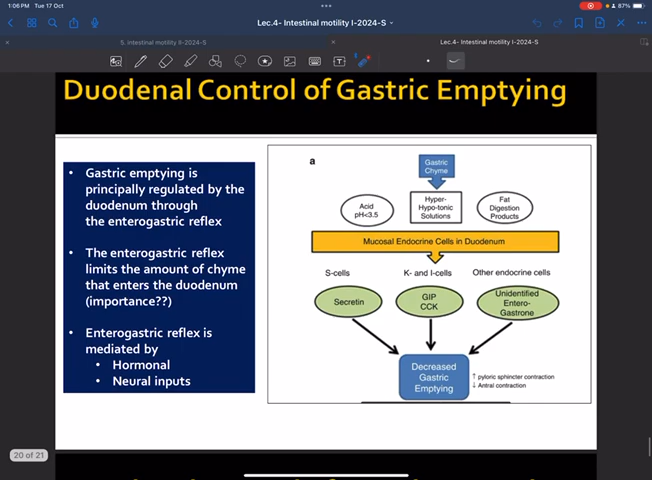 1:06 PM Tue 17 Oct
87%
Lec.4- Intestinal motility I-2024-S
5. Intestinal motility II-2024-S
Lec.4- Intestinal motility I-2024-S
Duodenal Control of Gastric Emptying
• Gastric emptying is
principally regulated by the
duodenum through
the enterogastric reflex
• The enterogastric reflex
limits the amount of chyme
that enters the duodenum
(importance??)
• Enterogastric reflex is
mediated by
• Hormonal
• Neural inputs
a
Gastric
Chyme
Acid
pH<3.5
Hyper-
Hypo-tonic
Solutions
Fat
Digestion
Products
Mucosal Endocrine Cells in Duodenum
S-cells
K- and I-cells
Other endocrine cells
Secretin
GIP
CCK
Unidentified
Entero-
Gastrone
Decreased
Gastric
Emptying
↑ pyloric sphincter contraction
↓ Antral contraction
20 of 21